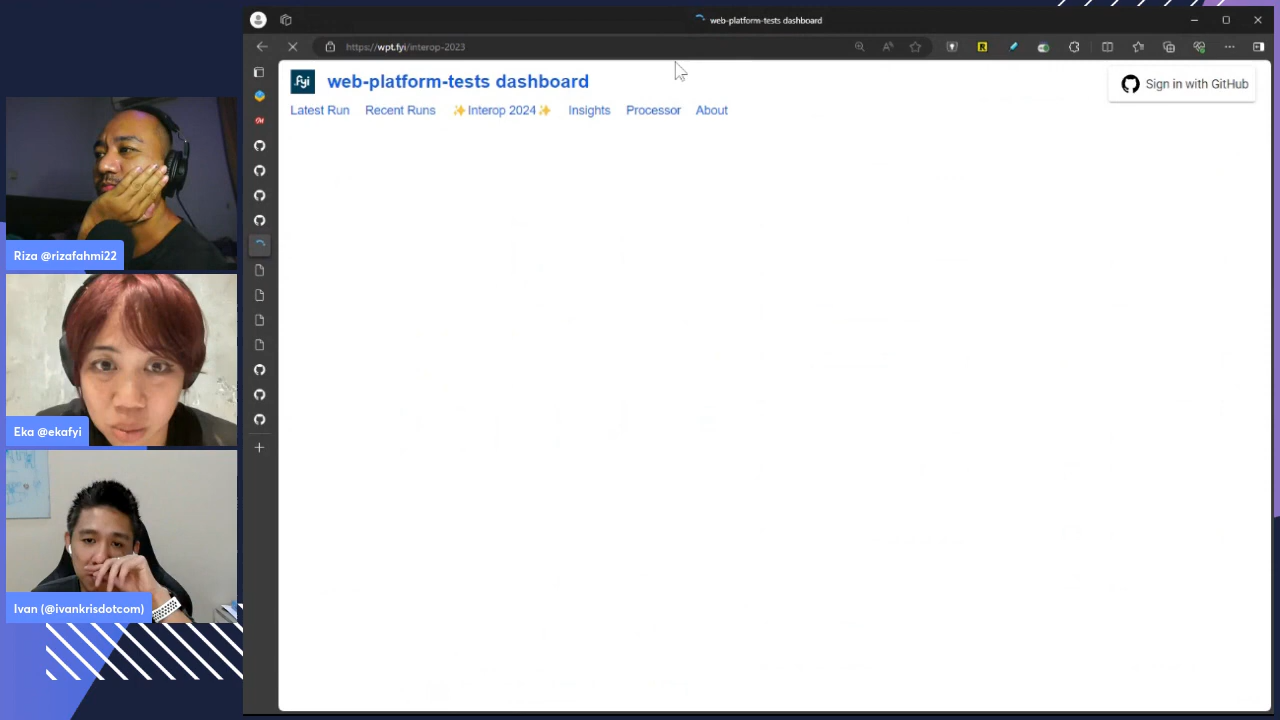 web-platform-tests dashboard
https://wpt.fyi/interop-2023
.fyi
web-platform-tests dashboard
Sign in with GitHub
Latest Run
Recent Runs
✨Interop 2024✨
Insights
Processor
About
Riza @rizafahmi22
Eka @ekafyi
Ivan (@ivankrisdotcom)